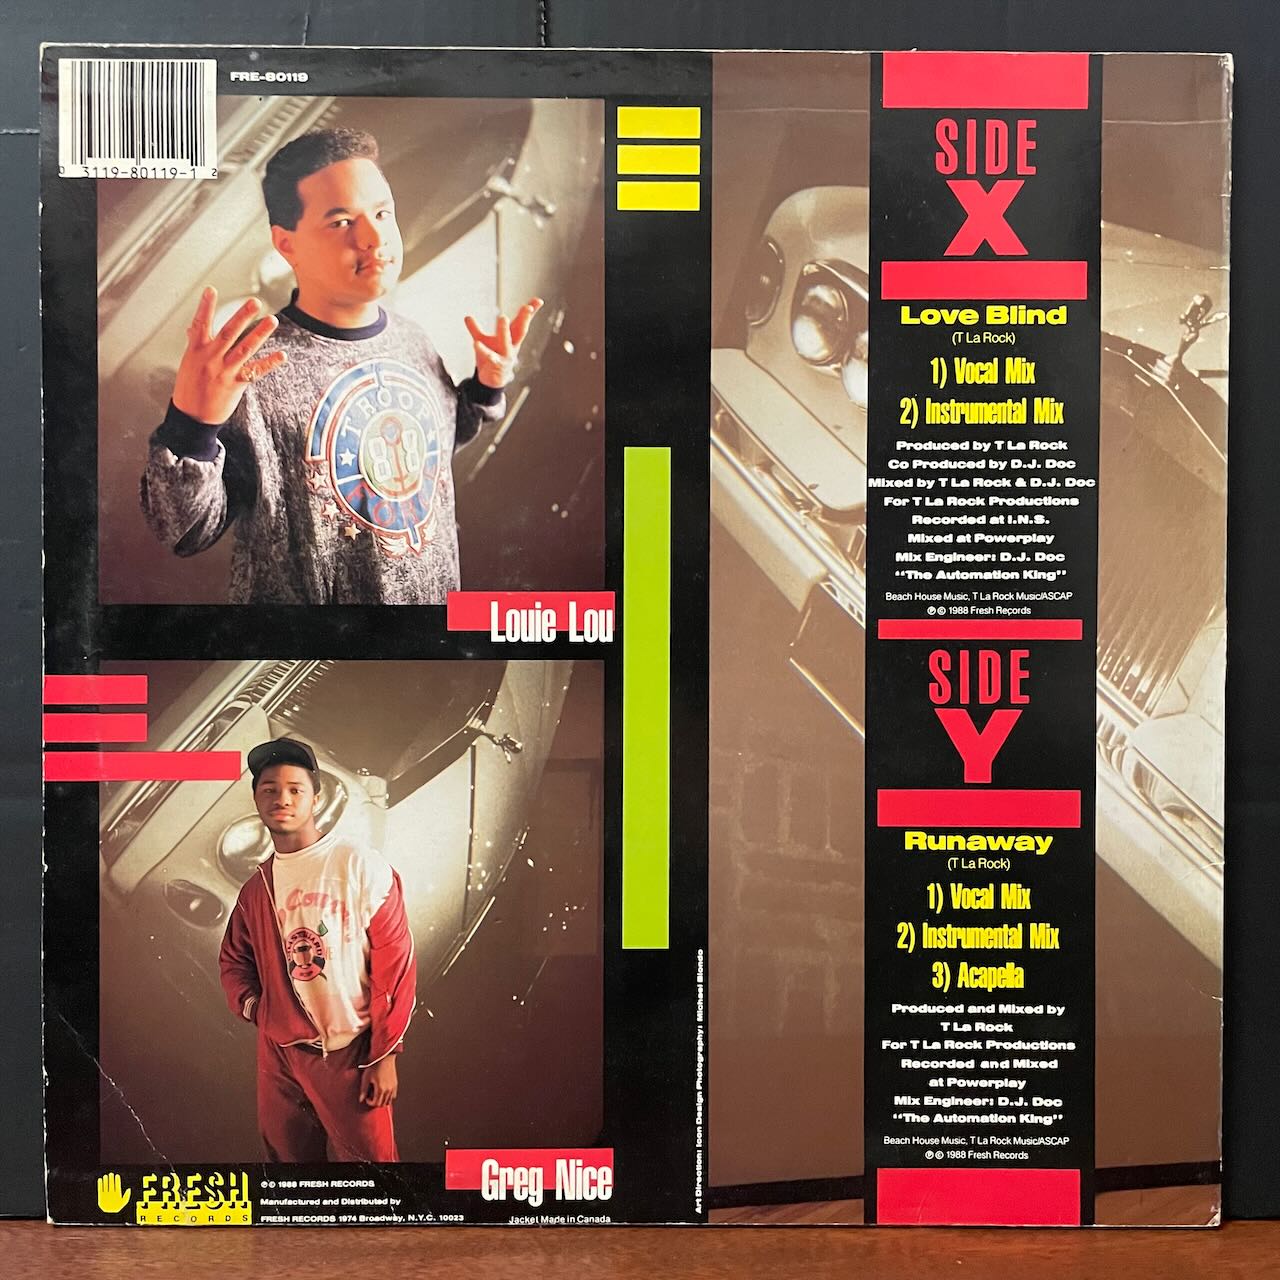 FRE-80119
0 3119-80119-1 2
TROOP
88
Louie Lou
Greg Nice
FRESH
RECORDS
℗ © 1988 FRESH RECORDS
Manufactured and Distributed by
FRESH RECORDS 1974 Broadway, N.Y.C. 10023
Jacket Made in Canada
Art Direction: Icon Design Photography: Michael Biondo
SIDE
X
Love Blind
(T La Rock)
1) Vocal Mix
2) Instrumental Mix
Produced by T La Rock
Co Produced by D.J. Doc
Mixed by T La Rock & D.J. Doc
For T La Rock Productions
Recorded at I.N.S.
Mixed at Powerplay
Mix Engineer: D.J. Doc
"The Automation King"
Beach House Music, T La Rock Music/ASCAP
℗ © 1988 Fresh Records
SIDE
Y
Runaway
(T La Rock)
1) Vocal Mix
2) Instrumental Mix
3) Acapella
Produced and Mixed by
T La Rock
For T La Rock Productions
Recorded and Mixed
at Powerplay
Mix Engineer: D.J. Doc
"The Automation King"
Beach House Music, T La Rock Music/ASCAP
℗ © 1988 Fresh Records